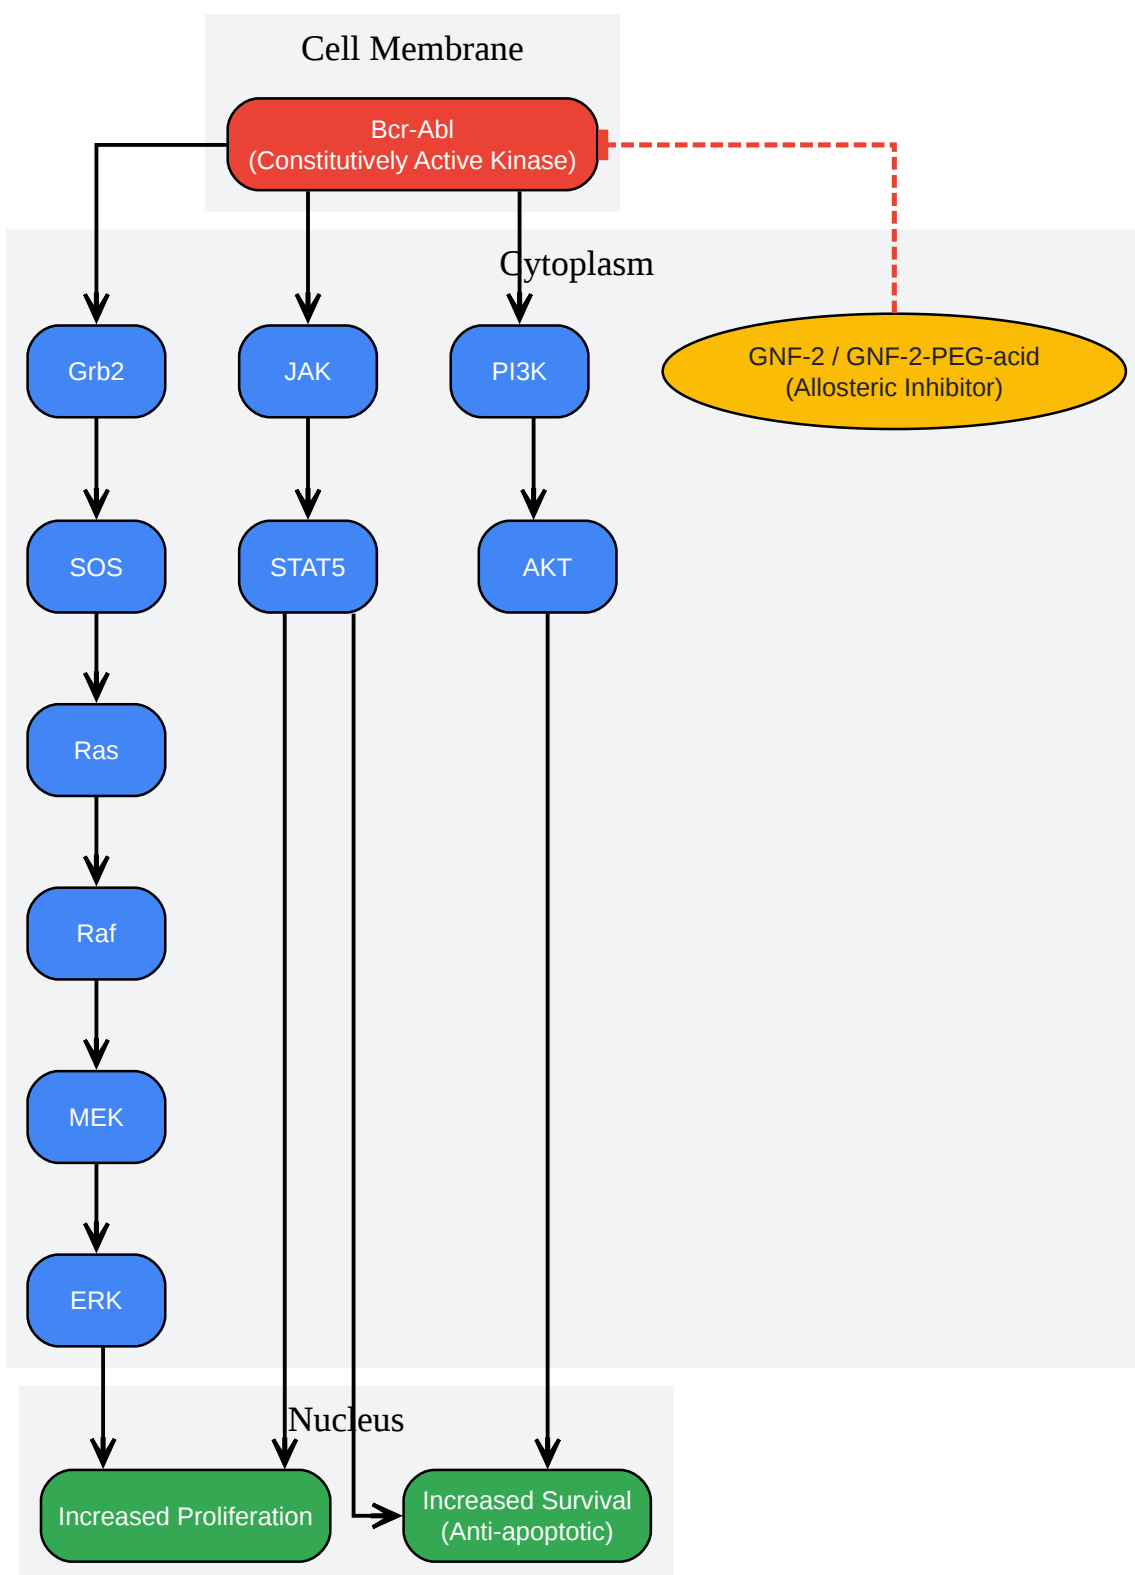 Cell Membrane
Bcr-Abl
(Constitutively Active Kinase)
Cytoplasm
Grb2
JAK
PI3K
GNF-2 / GNF-2-PEG-acid
(Allosteric Inhibitor)
SOS
STAT5
AKT
Ras
Raf
MEK
ERK
Nucleus
Increased Proliferation
Increased Survival
(Anti-apoptotic)